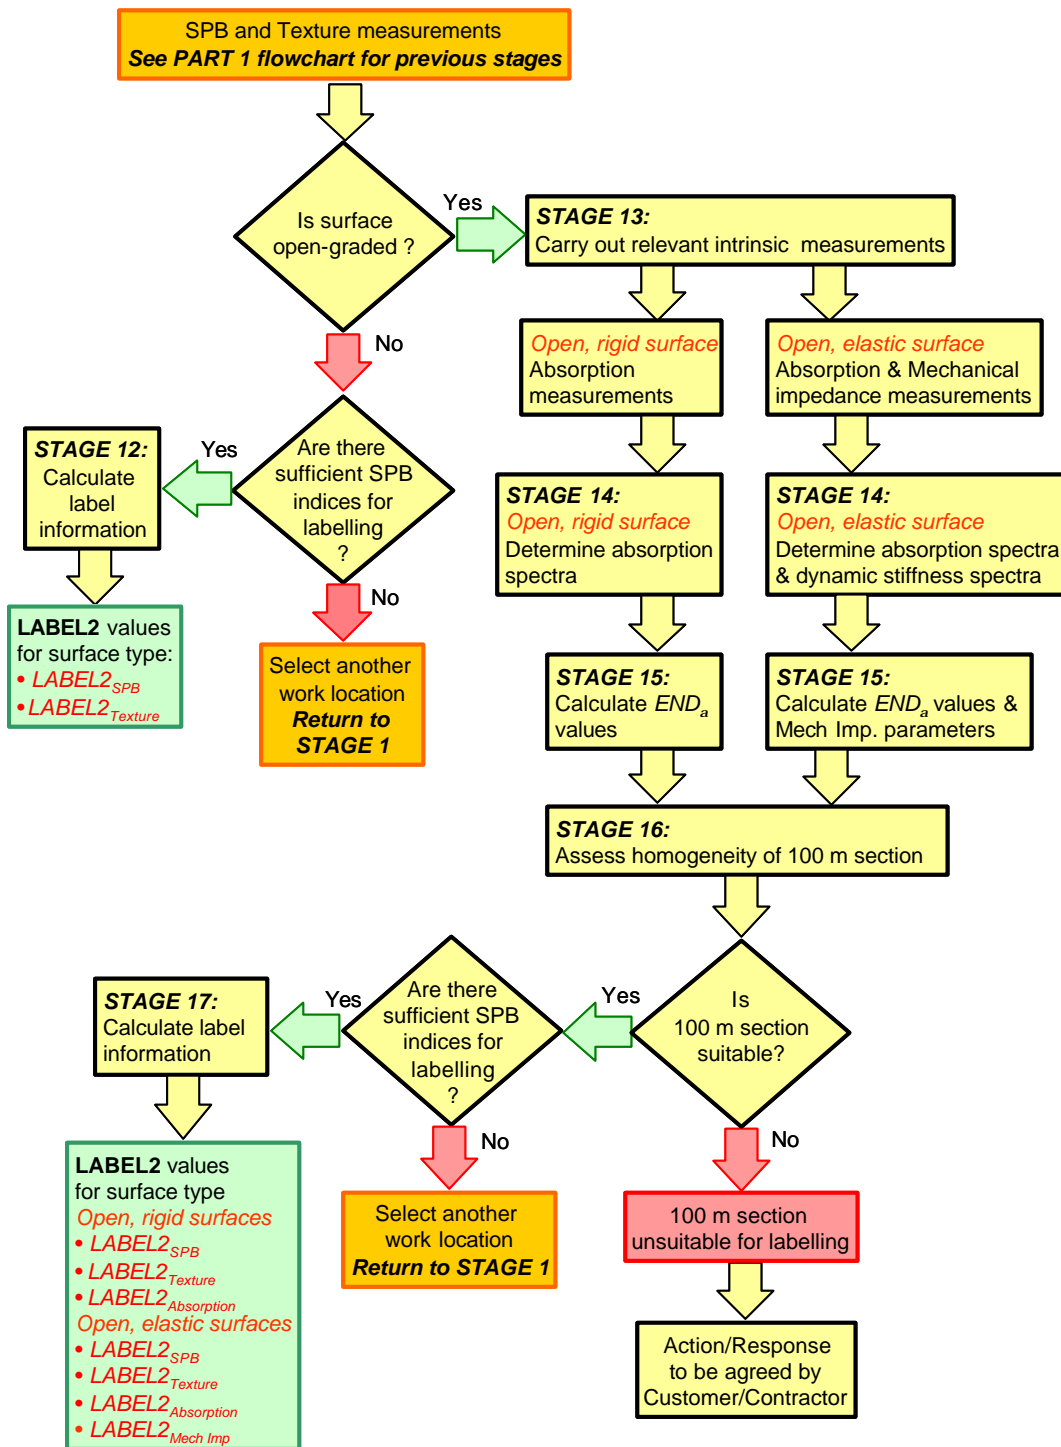 SPB and Texture measurements
See PART 1 flowchart for previous stages
Is surface
open-graded ?
Yes
No
STAGE 13:
Carry out relevant intrinsic measurements
Open, rigid surface
Absorption
measurements
Open, elastic surface
Absorption & Mechanical
impedance measurements
Are there
sufficient SPB
indices for
labelling
?
Yes
No
STAGE 12:
Calculate
label
information
LABEL2 values
for surface type:
• LABEL2SPB
• LABEL2Texture
Select another
work location
Return to
STAGE 1
STAGE 14:
Open, rigid surface
Determine absorption
spectra
STAGE 14:
Open, elastic surface
Determine absorption spectra
& dynamic stiffness spectra
STAGE 15:
Calculate ENDa
values
STAGE 15:
Calculate ENDa values &
Mech Imp. parameters
STAGE 16:
Assess homogeneity of 100 m section
Is
100 m section
suitable?
Yes
No
Are there
sufficient SPB
indices for
labelling
?
Yes
No
STAGE 17:
Calculate label
information
LABEL2 values
for surface type
Open, rigid surfaces
• LABEL2SPB
• LABEL2Texture
• LABEL2Absorption
Open, elastic surfaces
• LABEL2SPB
• LABEL2Texture
• LABEL2Absorption
• LABEL2Mech Imp
Select another
work location
Return to STAGE 1
100 m section
unsuitable for labelling
Action/Response
to be agreed by
Customer/Contractor